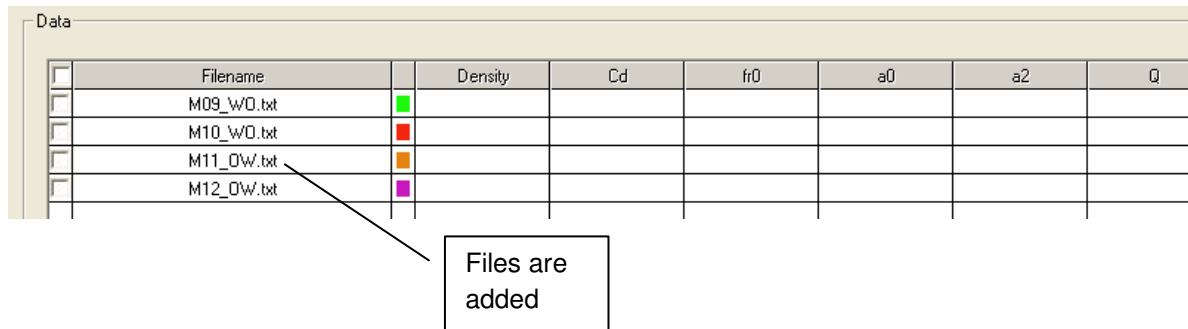 Data
Filename Density Cd fr0 a0 a2 Q
M09_WO.txt
M10_WO.txt
M11_OW.txt
M12_OW.txt
Files are
added